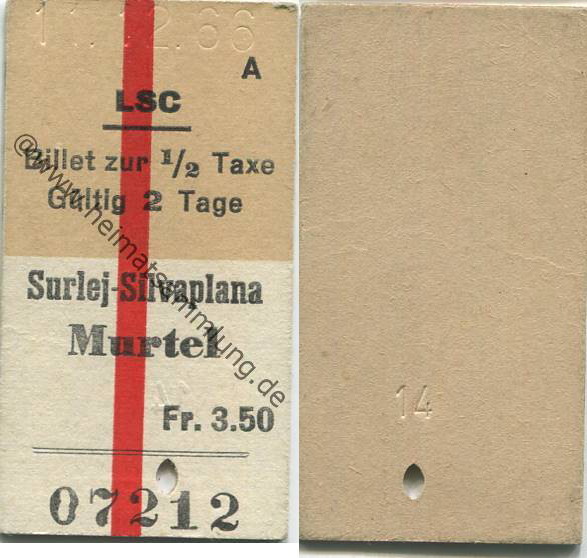 11.12.66
A
LSC
Billet zur 1/2 Taxe
Gültig 2 Tage
Surlej-Silvaplana
Murtel
Fr. 3.50
07212
@www.heimatsammlung.de
14